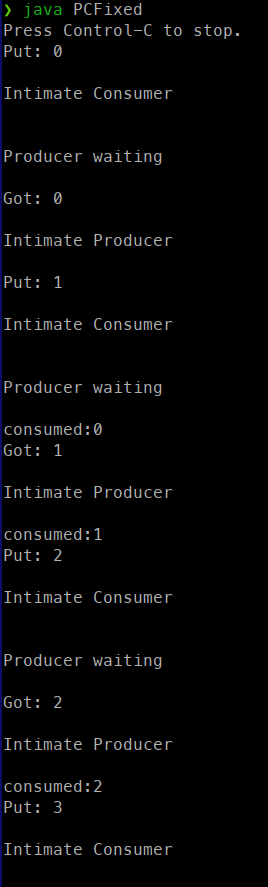 ❯ java PCFixed
Press Control-C to stop.
Put: 0
Intimate Consumer
Producer waiting
Got: 0
Intimate Producer
Put: 1
Intimate Consumer
Producer waiting
consumed:0
Got: 1
Intimate Producer
consumed:1
Put: 2
Intimate Consumer
Producer waiting
Got: 2
Intimate Producer
consumed:2
Put: 3
Intimate Consumer